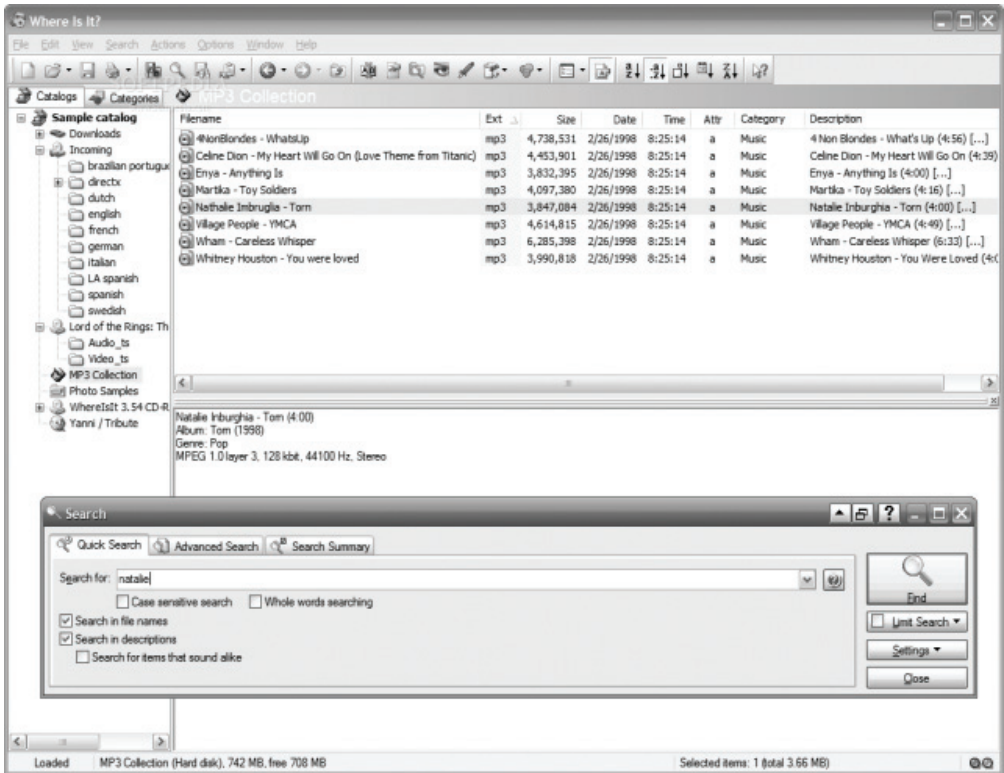 Where Is It?
File Edit View Search Actions Options Window Help
Catalogs Categories MP3 Collection
Sample catalog
Downloads
Incoming
brazilian portugue
directx
dutch
english
french
german
italian
LA spanish
spanish
swedish
Lord of the Rings: Th
Audio_ts
Video_ts
MP3 Collection
Photo Samples
WhereIsIt 3.54 CD-R
Yanni / Tribute
Filename Ext Size Date Time Attr Category Description
4NonBlondes - WhatsUp mp3 4,738,531 2/26/1998 8:25:14 a Music 4 Non Blondes - What's Up (4:56) [...]
Celine Dion - My Heart Will Go On (Love Theme from Titanic) mp3 4,453,901 2/26/1998 8:25:14 a Music Celine Dion - My Heart Will Go On (4:39)
Enya - Anything Is mp3 3,832,395 2/26/1998 8:25:14 a Music Enya - Anything Is (4:00) [...]
Martika - Toy Soldiers mp3 4,097,380 2/26/1998 8:25:14 a Music Martika - Toy Soldiers (4:16) [...]
Nathalie Imbruglia - Torn mp3 3,847,084 2/26/1998 8:25:14 a Music Natalie Inburghia - Torn (4:00) [...]
Village People - YMCA mp3 4,614,815 2/26/1998 8:25:14 a Music Village People - YMCA (4:49) [...]
Wham - Careless Whisper mp3 6,285,398 2/26/1998 8:25:14 a Music Wham - Careless Whisper (6:33) [...]
Whitney Houston - You were loved mp3 3,990,818 2/26/1998 8:25:14 a Music Whitney Houston - You Were Loved (4:0
Natalie Inburghia - Torn (4:00)
Album: Torn (1998)
Genre: Pop
MPEG 1.0 layer 3, 128 kbit, 44100 Hz, Stereo
Search
Quick Search Advanced Search Search Summary
Search for: natalie
Case sensitive search Whole words searching
Search in file names
Search in descriptions
Search for items that sound alike
Find
Limit Search
Settings
Close
Loaded MP3 Collection (Hard disk), 742 MB, free 708 MB Selected items: 1 (total 3.66 MB)